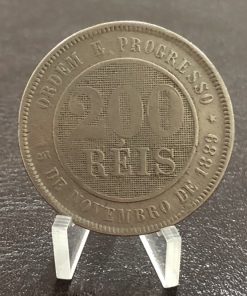 ORDEM E PROGRESSO
200
RÉIS
15 DE NOVEMBRO DE 1889